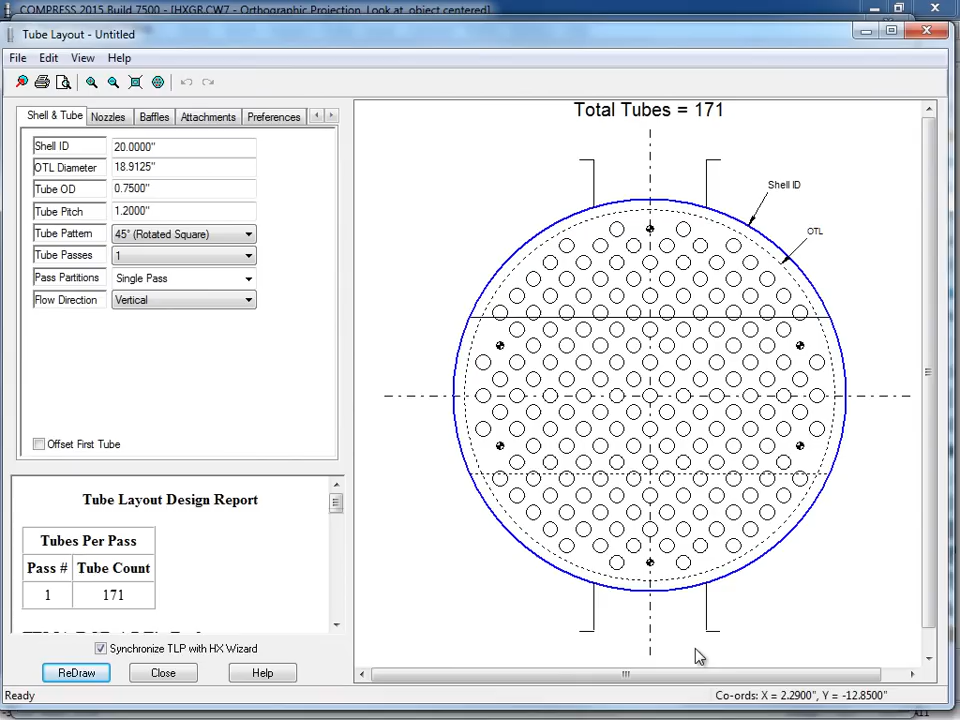 COMPRESS 2015 Build 7500 - [HXGR.CW7 - Orthographic Projection, Look at object centered]
Tube Layout - Untitled
File Edit View Help
Shell & Tube Nozzles Baffles Attachments Preferences
Shell ID 20.0000"
OTL Diameter 18.9125"
Tube OD 0.7500"
Tube Pitch 1.2000"
Tube Pattern 45° (Rotated Square)
Tube Passes 1
Pass Partitions Single Pass
Flow Direction Vertical
Offset First Tube
Tube Layout Design Report
Tubes Per Pass
Pass # Tube Count
1 171
Synchronize TLP with HX Wizard
ReDraw Close Help
Total Tubes = 171
Shell ID
OTL
Ready
Co-ords: X = 2.2900", Y = -12.8500"